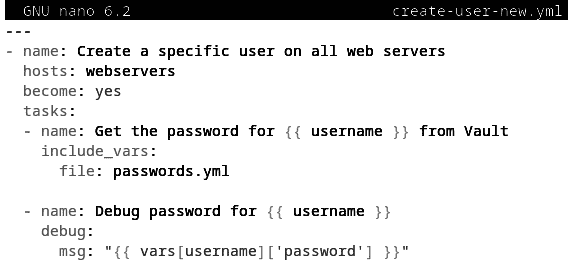 GNU nano 6.2 create-user-new.yml
---
- name: Create a specific user on all web servers
  hosts: webservers
  become: yes
  tasks:
  - name: Get the password for {{ username }} from Vault
    include_vars:
      file: passwords.yml

  - name: Debug password for {{ username }}
    debug:
      msg: "{{ vars[username]['password'] }}"